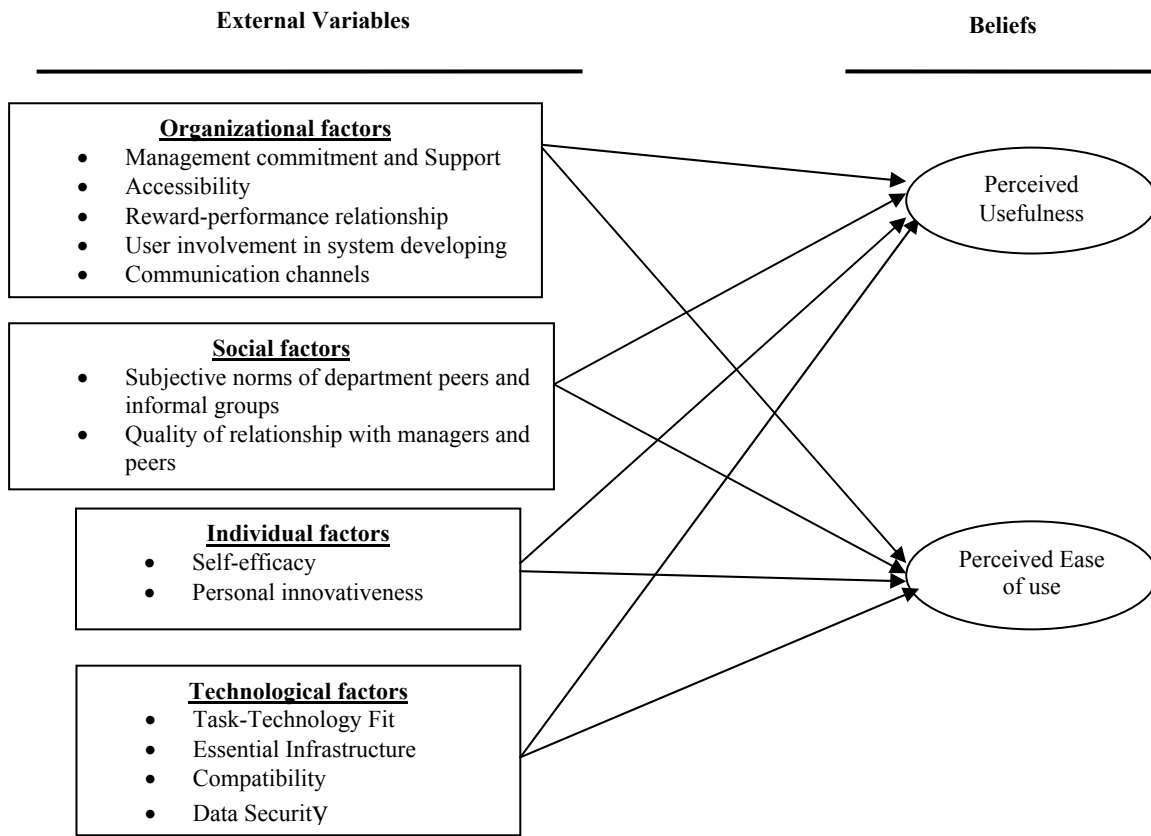 External Variables
Beliefs
Organizational factors
• Management commitment and Support
• Accessibility
• Reward-performance relationship
• User involvement in system developing
• Communication channels
Social factors
• Subjective norms of department peers and
informal groups
• Quality of relationship with managers and
peers
Individual factors
• Self-efficacy
• Personal innovativeness
Technological factors
• Task-Technology Fit
• Essential Infrastructure
• Compatibility
• Data Security
Perceived
Usefulness
Perceived Ease
of use